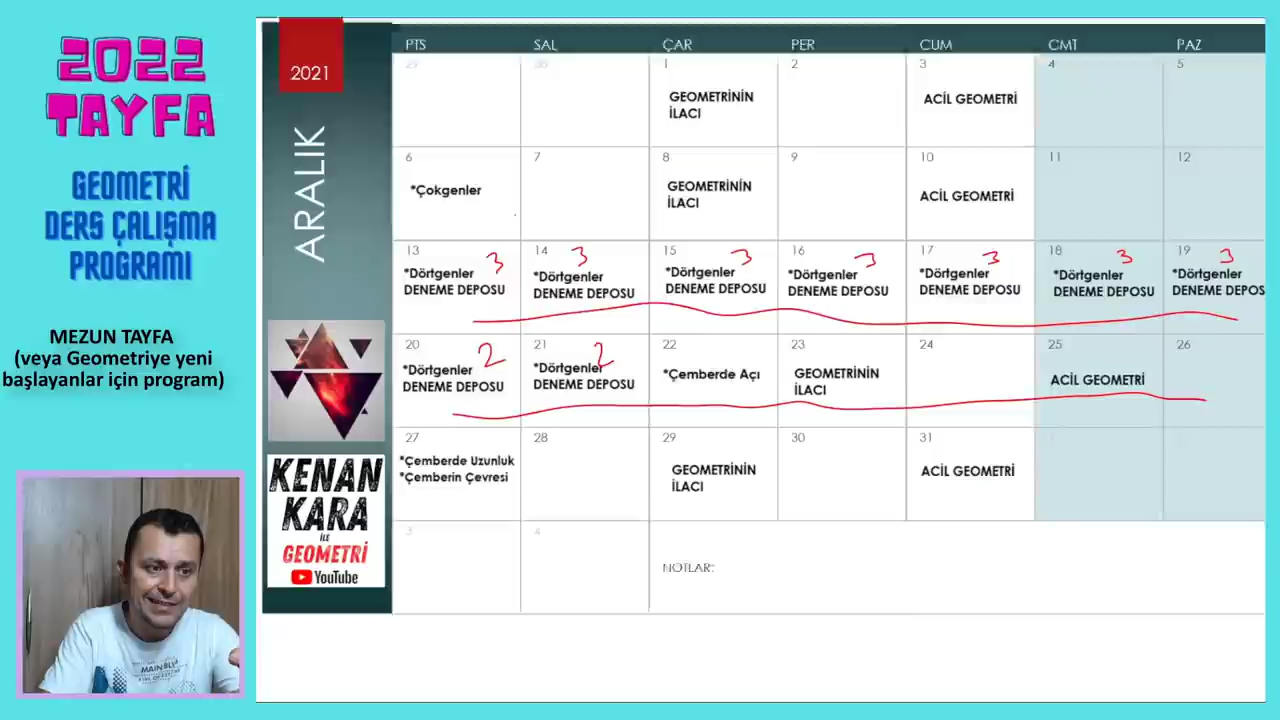 2022
TAYFA
GEOMETRİ
DERS ÇALIŞMA
PROGRAMI
MEZUN TAYFA
(veya Geometriye yeni
başlayanlar için program)
2021
ARALIK
KENAN
KARA
İLE
GEOMETRİ
YouTube
PTS SAL ÇAR PER CUM CMT PAZ
29 30 1 2 3 4 5
GEOMETRİNİN
İLACI
ACİL GEOMETRİ
6 7 8 9 10 11 12
*Çokgenler
GEOMETRİNİN
İLACI
ACİL GEOMETRİ
13 14 15 16 17 18 19
3 3 3 3 3 3 3
*Dörtgenler *Dörtgenler *Dörtgenler *Dörtgenler *Dörtgenler *Dörtgenler *Dörtgenler
DENEME DEPOSU DENEME DEPOSU DENEME DEPOSU DENEME DEPOSU DENEME DEPOSU DENEME DEPOSU DENEME DEPOS
20 21 22 23 24 25 26
2 2
*Dörtgenler *Dörtgenler *Çemberde Açı GEOMETRİNİN ACİL GEOMETRİ
DENEME DEPOSU DENEME DEPOSU İLACI
27 28 29 30 31
*Çemberde Uzunluk
*Çemberin Çevresi
GEOMETRİNİN
İLACI
ACİL GEOMETRİ
3 4
NOTLAR:
MAINBLY